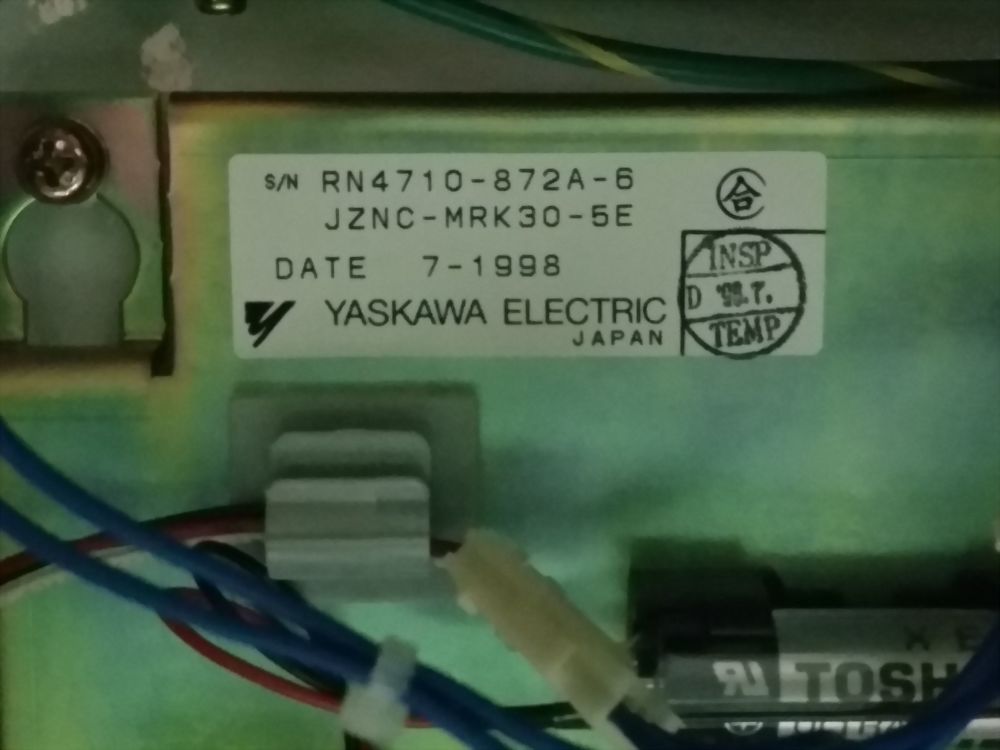 S/N RN4710-872A-6
JZNC-MRK30-5E
合
DATE 7-1998
YASKAWA ELECTRIC
JAPAN
INSP
D '98.7.
TEMP
TOSH